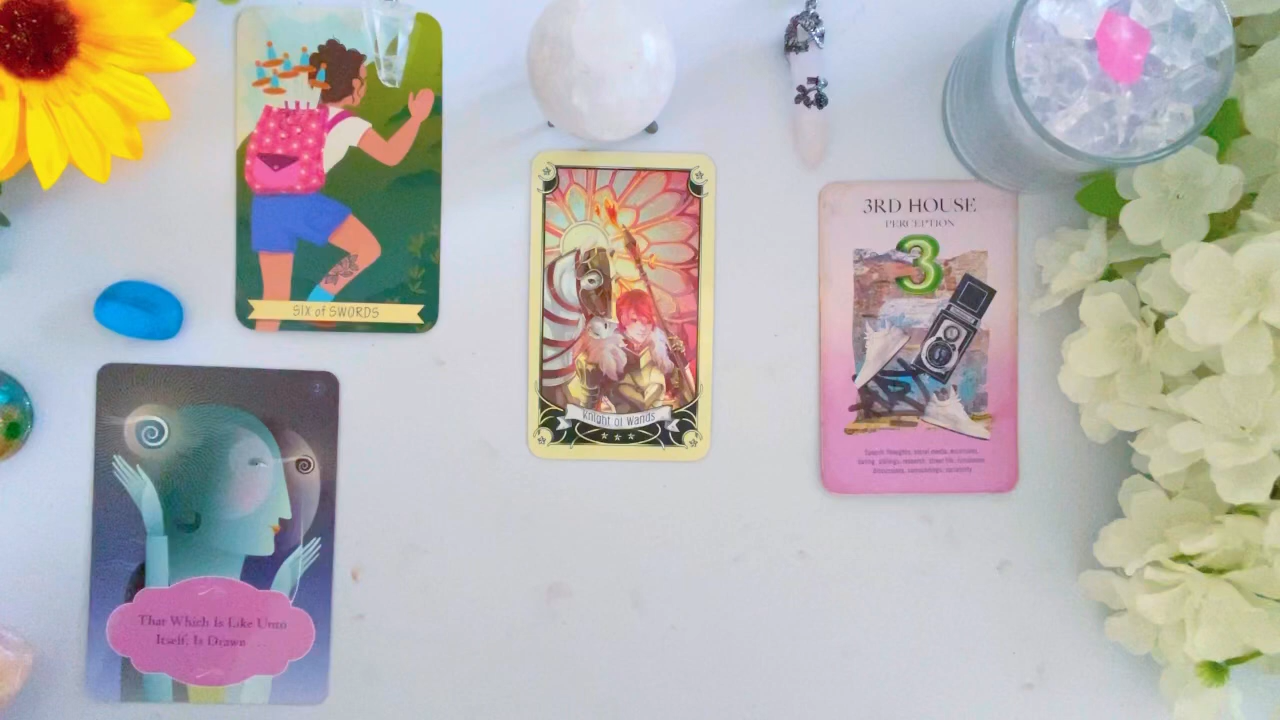 SIX of SWORDS
Knight of Wands
3RD HOUSE
PERCEPTION
3
That Which Is Like Unto
Itself, Is Drawn